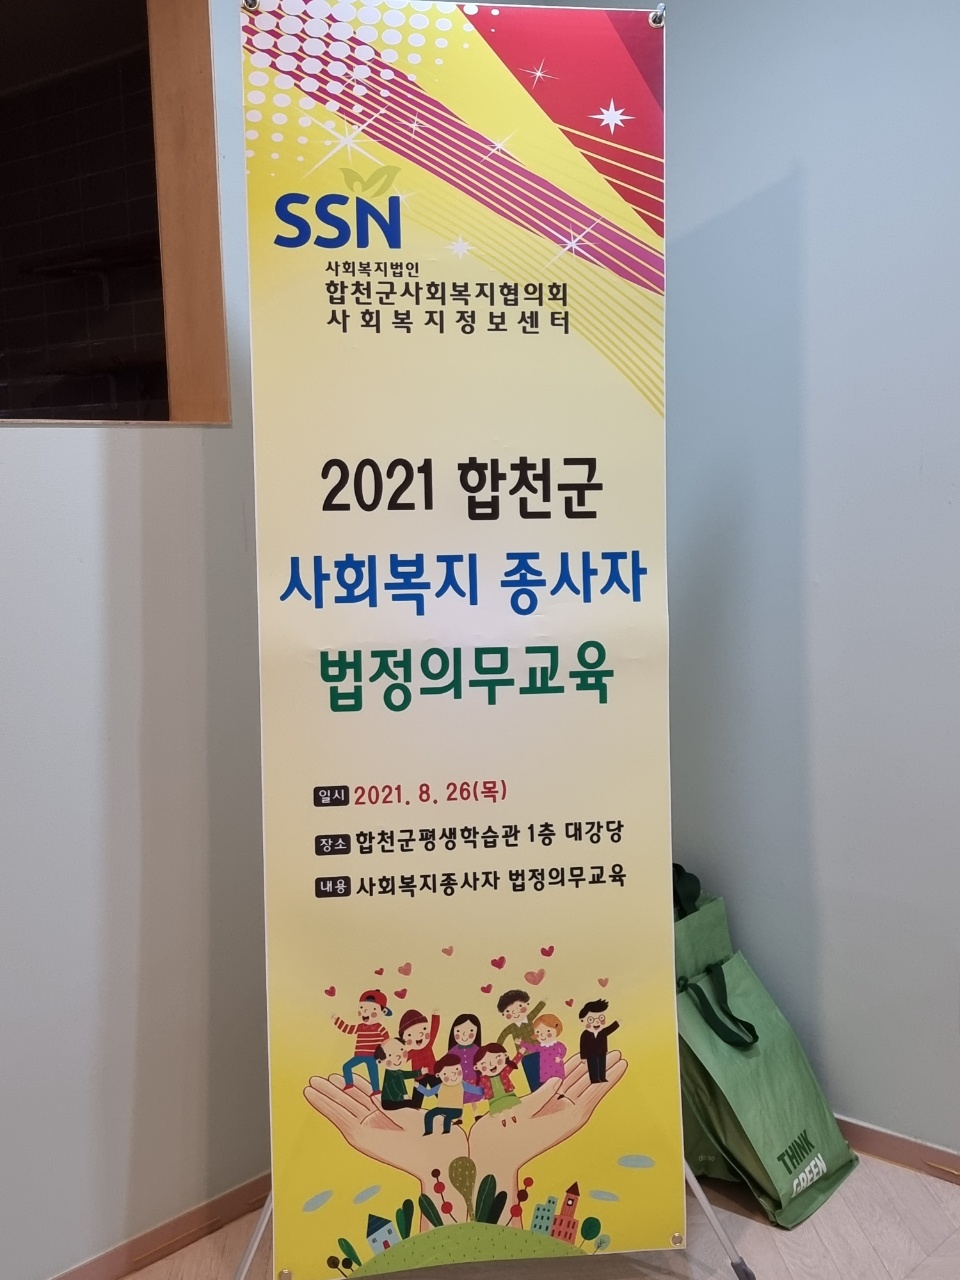 SSN
사회복지법인
합천군사회복지협의회
사회복지정보센터
2021 합천군
사회복지 종사자
법정의무교육
일시 2021. 8. 26(목)
장소 합천군평생학습관 1층 대강당
내용 사회복지종사자 법정의무교육
THINK
GREEN